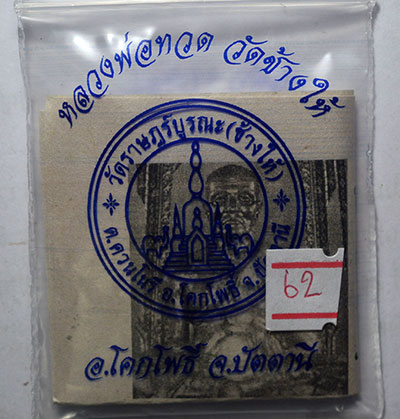 หลวงพ่อทวด วัดช้างให้
วัดราษฎร์บูรณะ(ช้างให้)
ต.ควนโนรี อ.โคกโพธิ์ จ.ปัตตานี
62
อ.โคกโพธิ์ จ.ปัตตานี